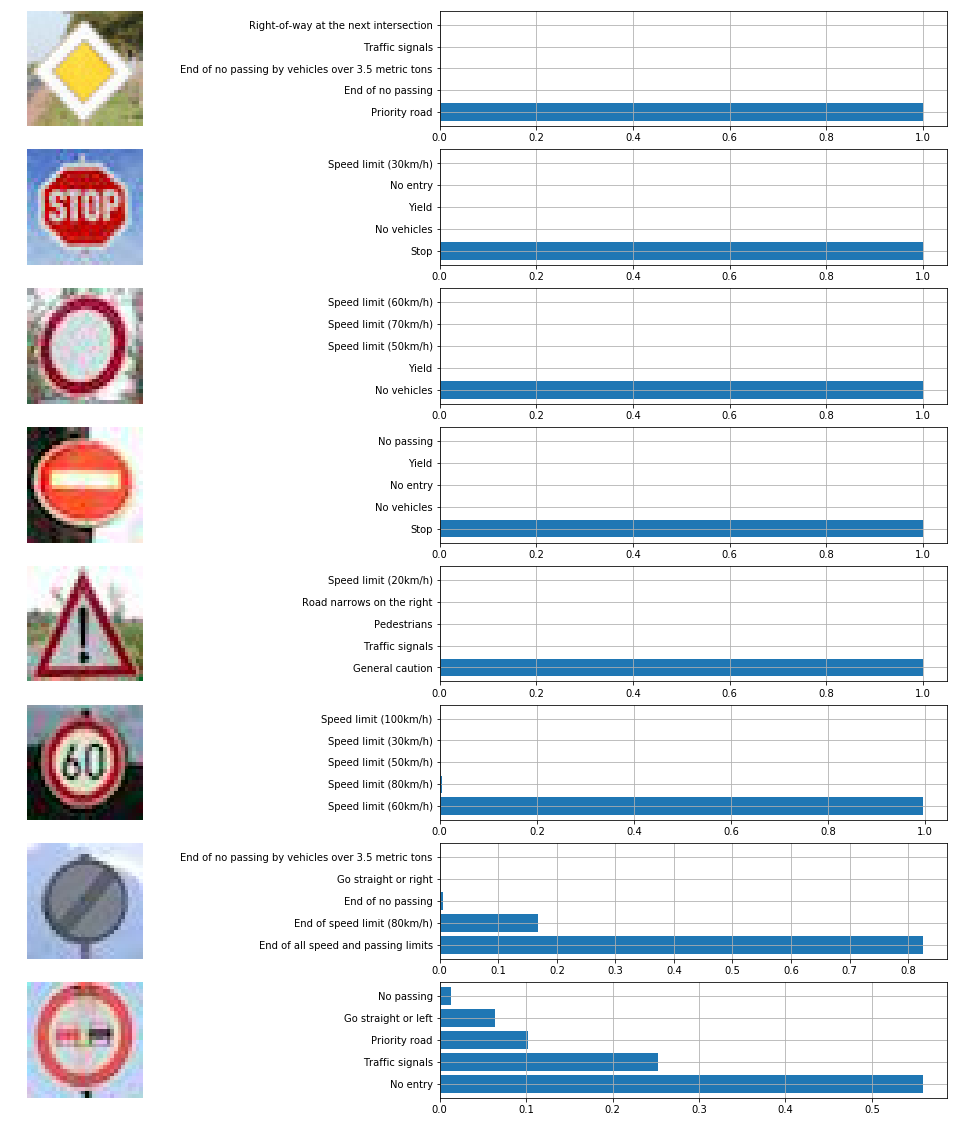 Right-of-way at the next intersection
Traffic signals
End of no passing by vehicles over 3.5 metric tons
End of no passing
Priority road
0.0 0.2 0.4 0.6 0.8 1.0
STOP
Speed limit (30km/h)
No entry
Yield
No vehicles
Stop
0.0 0.2 0.4 0.6 0.8 1.0
Speed limit (60km/h)
Speed limit (70km/h)
Speed limit (50km/h)
Yield
No vehicles
0.0 0.2 0.4 0.6 0.8 1.0
No passing
Yield
No entry
No vehicles
Stop
0.0 0.2 0.4 0.6 0.8 1.0
!
Speed limit (20km/h)
Road narrows on the right
Pedestrians
Traffic signals
General caution
0.0 0.2 0.4 0.6 0.8 1.0
60
Speed limit (100km/h)
Speed limit (30km/h)
Speed limit (50km/h)
Speed limit (80km/h)
Speed limit (60km/h)
0.0 0.2 0.4 0.6 0.8 1.0
End of no passing by vehicles over 3.5 metric tons
Go straight or right
End of no passing
End of speed limit (80km/h)
End of all speed and passing limits
0.0 0.1 0.2 0.3 0.4 0.5 0.6 0.7 0.8
No passing
Go straight or left
Priority road
Traffic signals
No entry
0.0 0.1 0.2 0.3 0.4 0.5